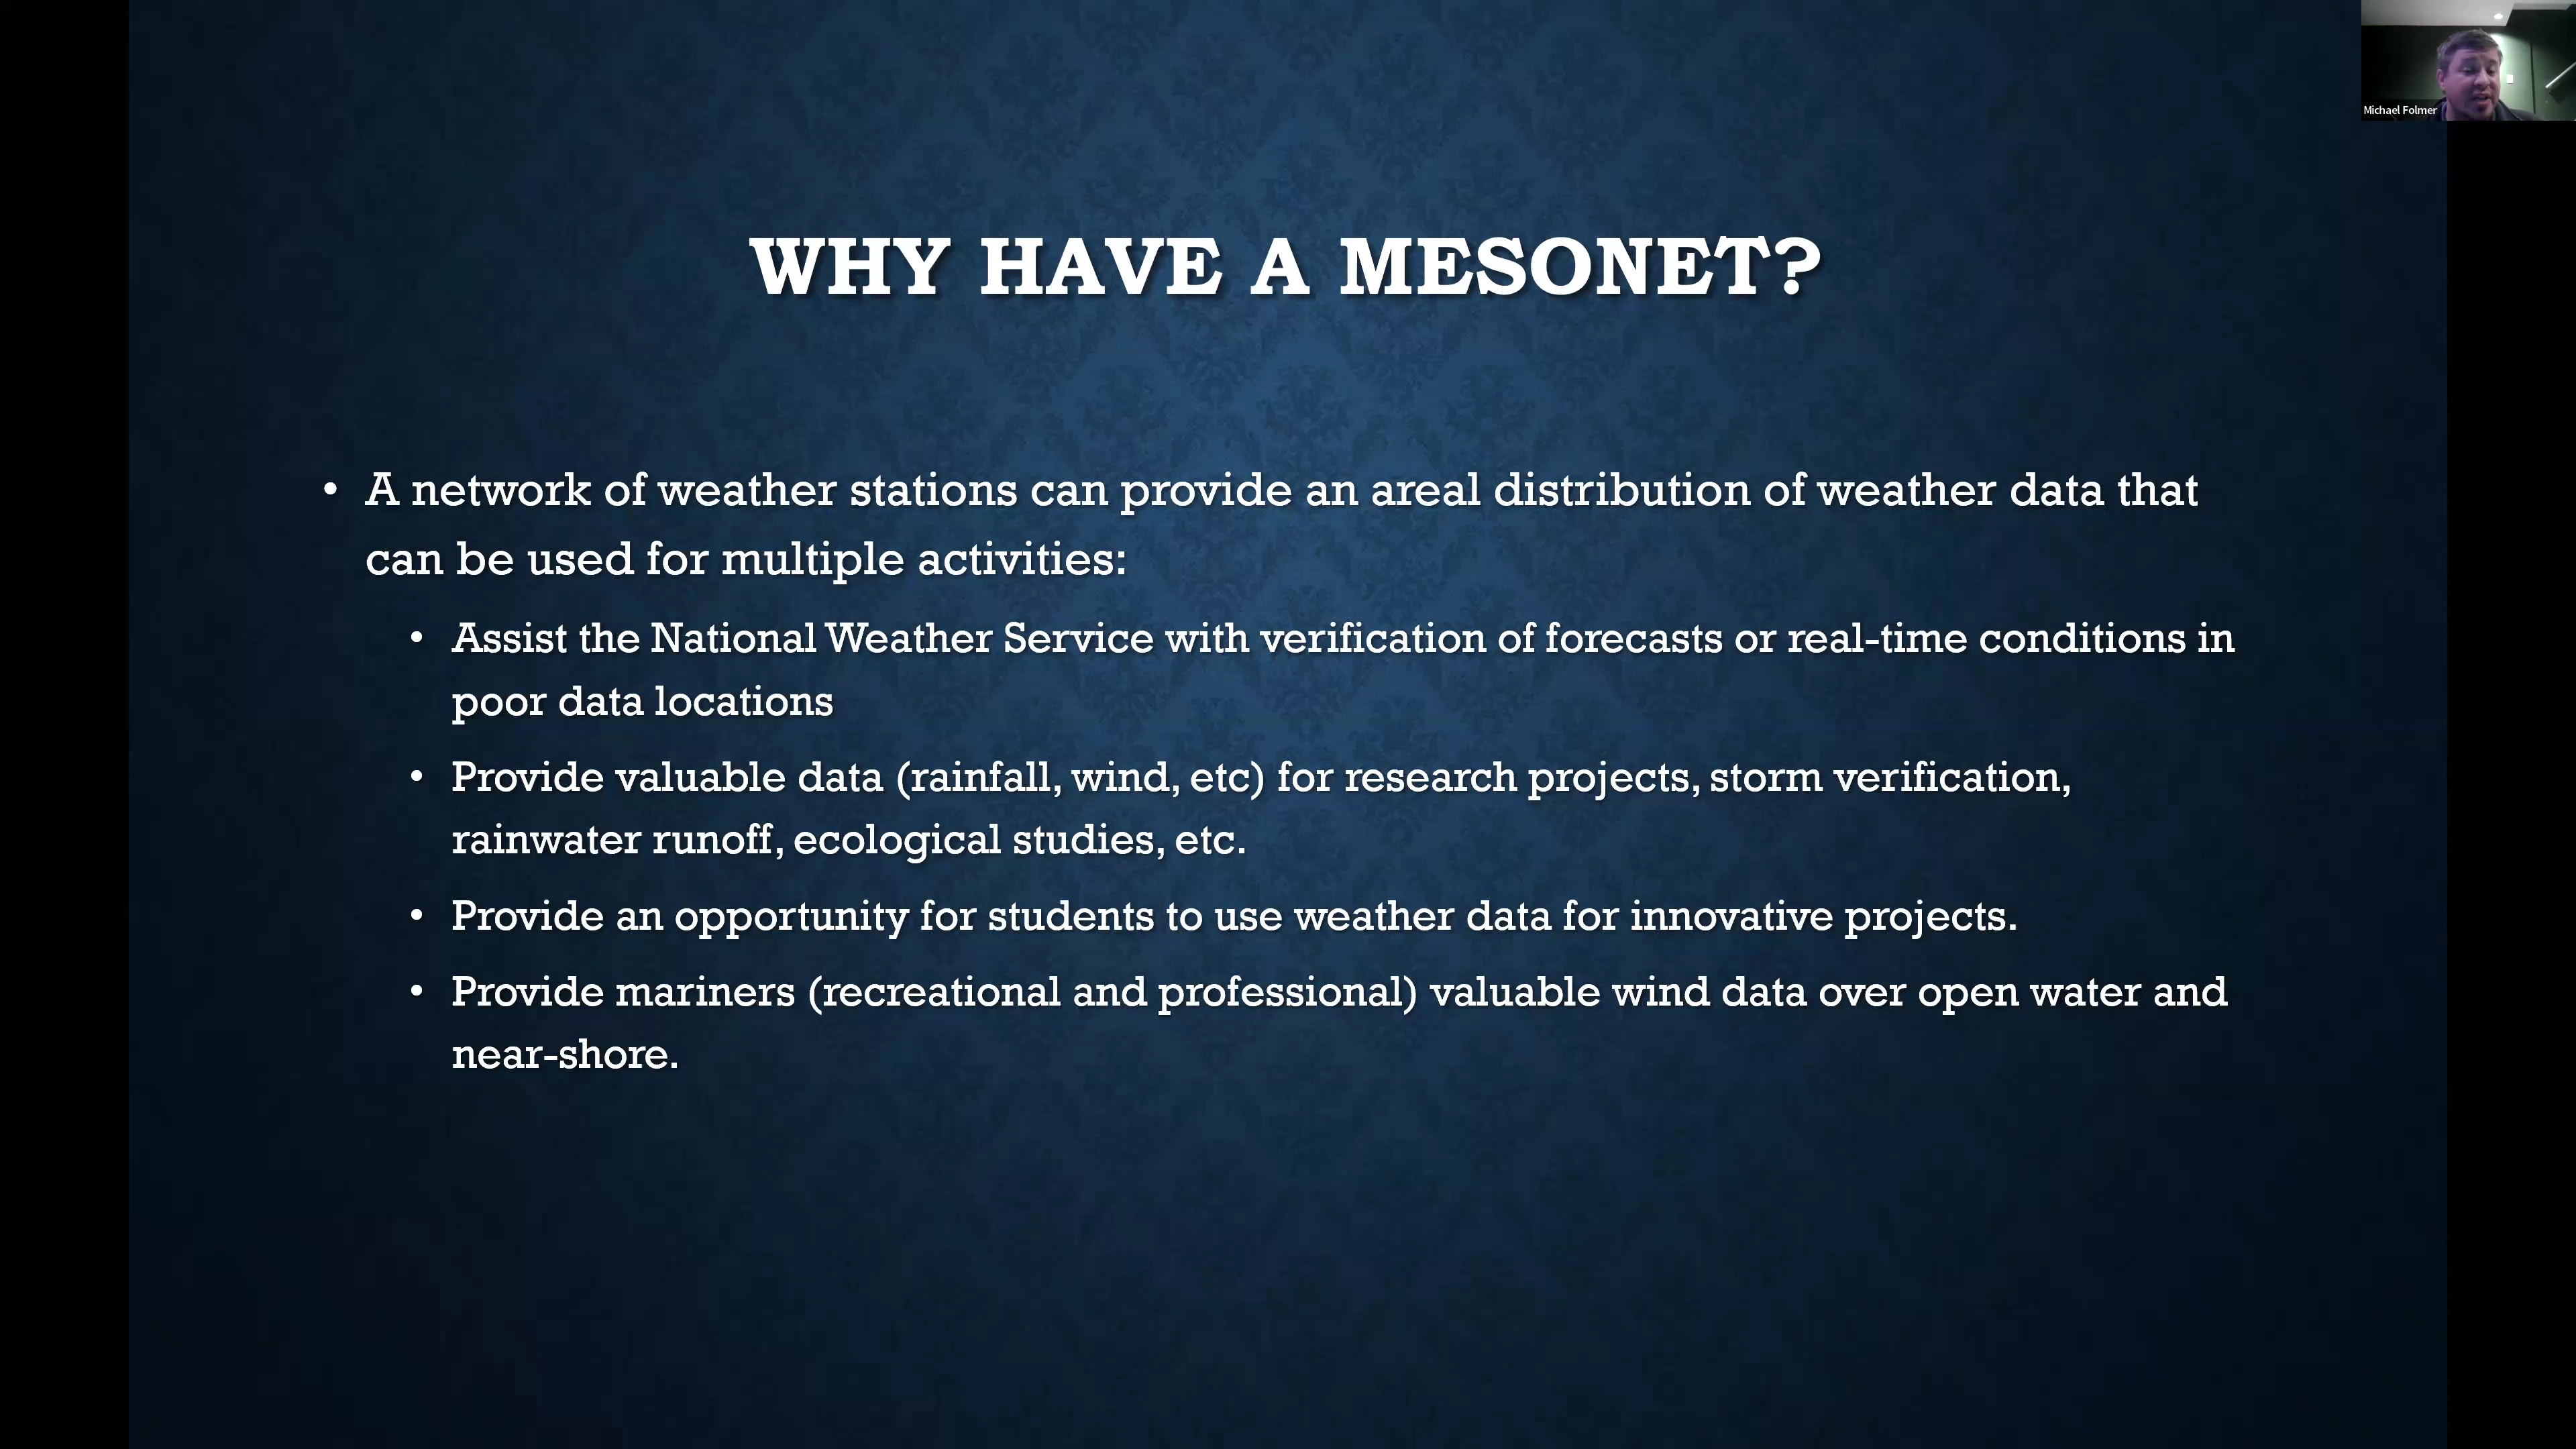 Michael Folmer
WHY HAVE A MESONET?
• A network of weather stations can provide an areal distribution of weather data that
can be used for multiple activities:
• Assist the National Weather Service with verification of forecasts or real-time conditions in
poor data locations
• Provide valuable data (rainfall, wind, etc) for research projects, storm verification,
rainwater runoff, ecological studies, etc.
• Provide an opportunity for students to use weather data for innovative projects.
• Provide mariners (recreational and professional) valuable wind data over open water and
near-shore.